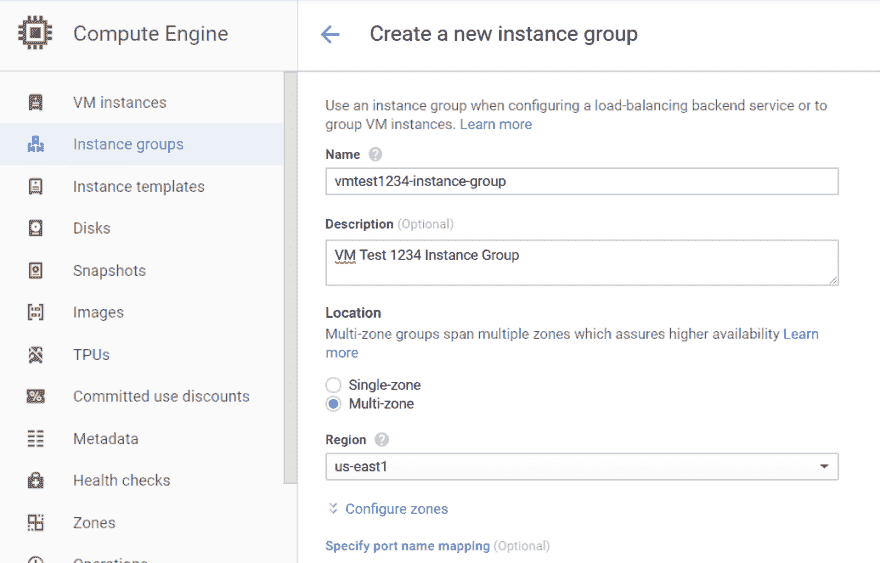 Compute Engine
VM instances
Instance groups
Instance templates
Disks
Snapshots
Images
TPUs
Committed use discounts
Metadata
Health checks
Zones
Operations
Create a new instance group
Use an instance group when configuring a load-balancing backend service or to
group VM instances. Learn more
Name
vmtest1234-instance-group
Description (Optional)
VM Test 1234 Instance Group
Location
Multi-zone groups span multiple zones which assures higher availability Learn
more
Single-zone
Multi-zone
Region
us-east1
Configure zones
Specify port name mapping (Optional)